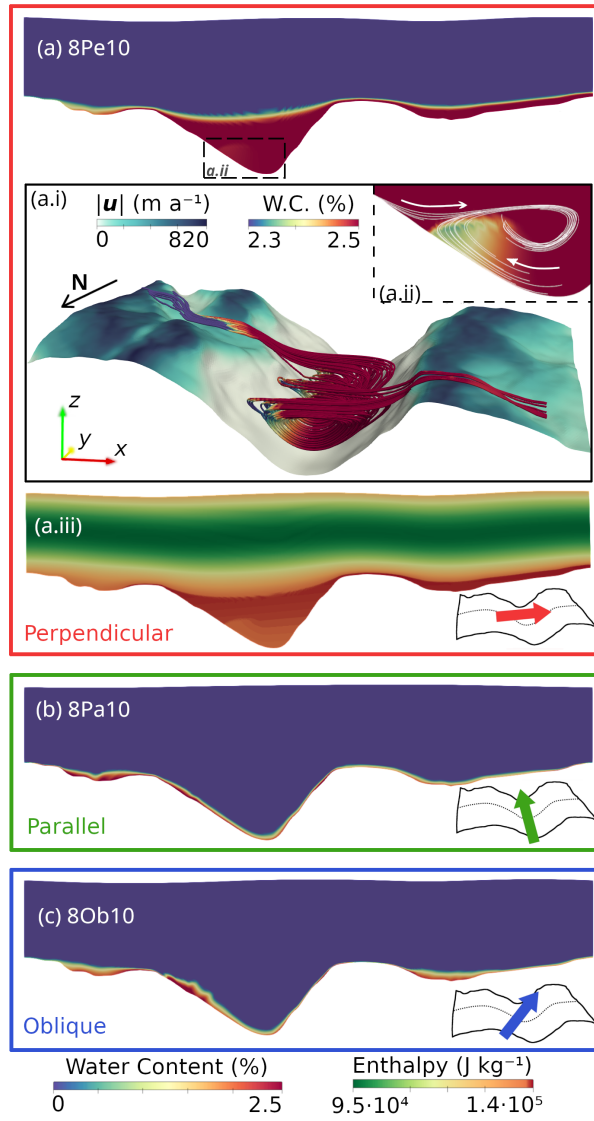 (a) 8Pe10
a.ii
(a.i)
|u| (m a⁻¹)
0 820
W.C. (%)
2.3 2.5
(a.ii)
N
z
y
x
(a.iii)
Perpendicular
(b) 8Pa10
Parallel
(c) 8Ob10
Oblique
Water Content (%)
0 2.5
Enthalpy (J kg⁻¹)
9.5·10⁴ 1.4·10⁵